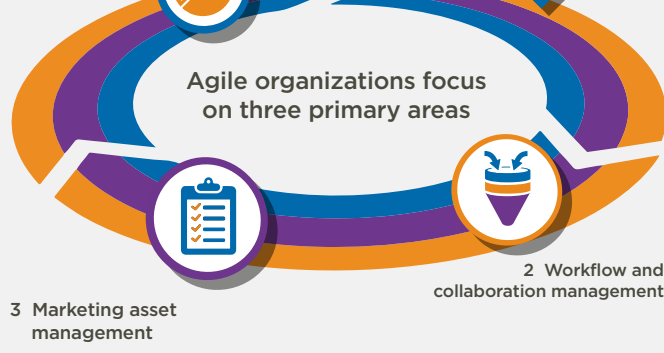 Agile organizations focus
on three primary areas
2 Workflow and
collaboration management
3 Marketing asset
management